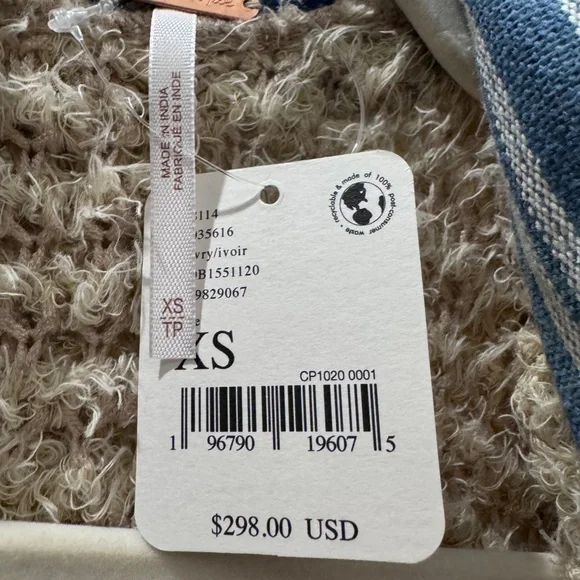 MADE IN INDIA
FABRIQUÉ EN INDE
XS
TP
recyclable & made of 100% post-consumer waste
114
35616
vry/ivoir
0B1551120
9829067
XS
CP1020 0001
1 96790 19607 5
$298.00 USD